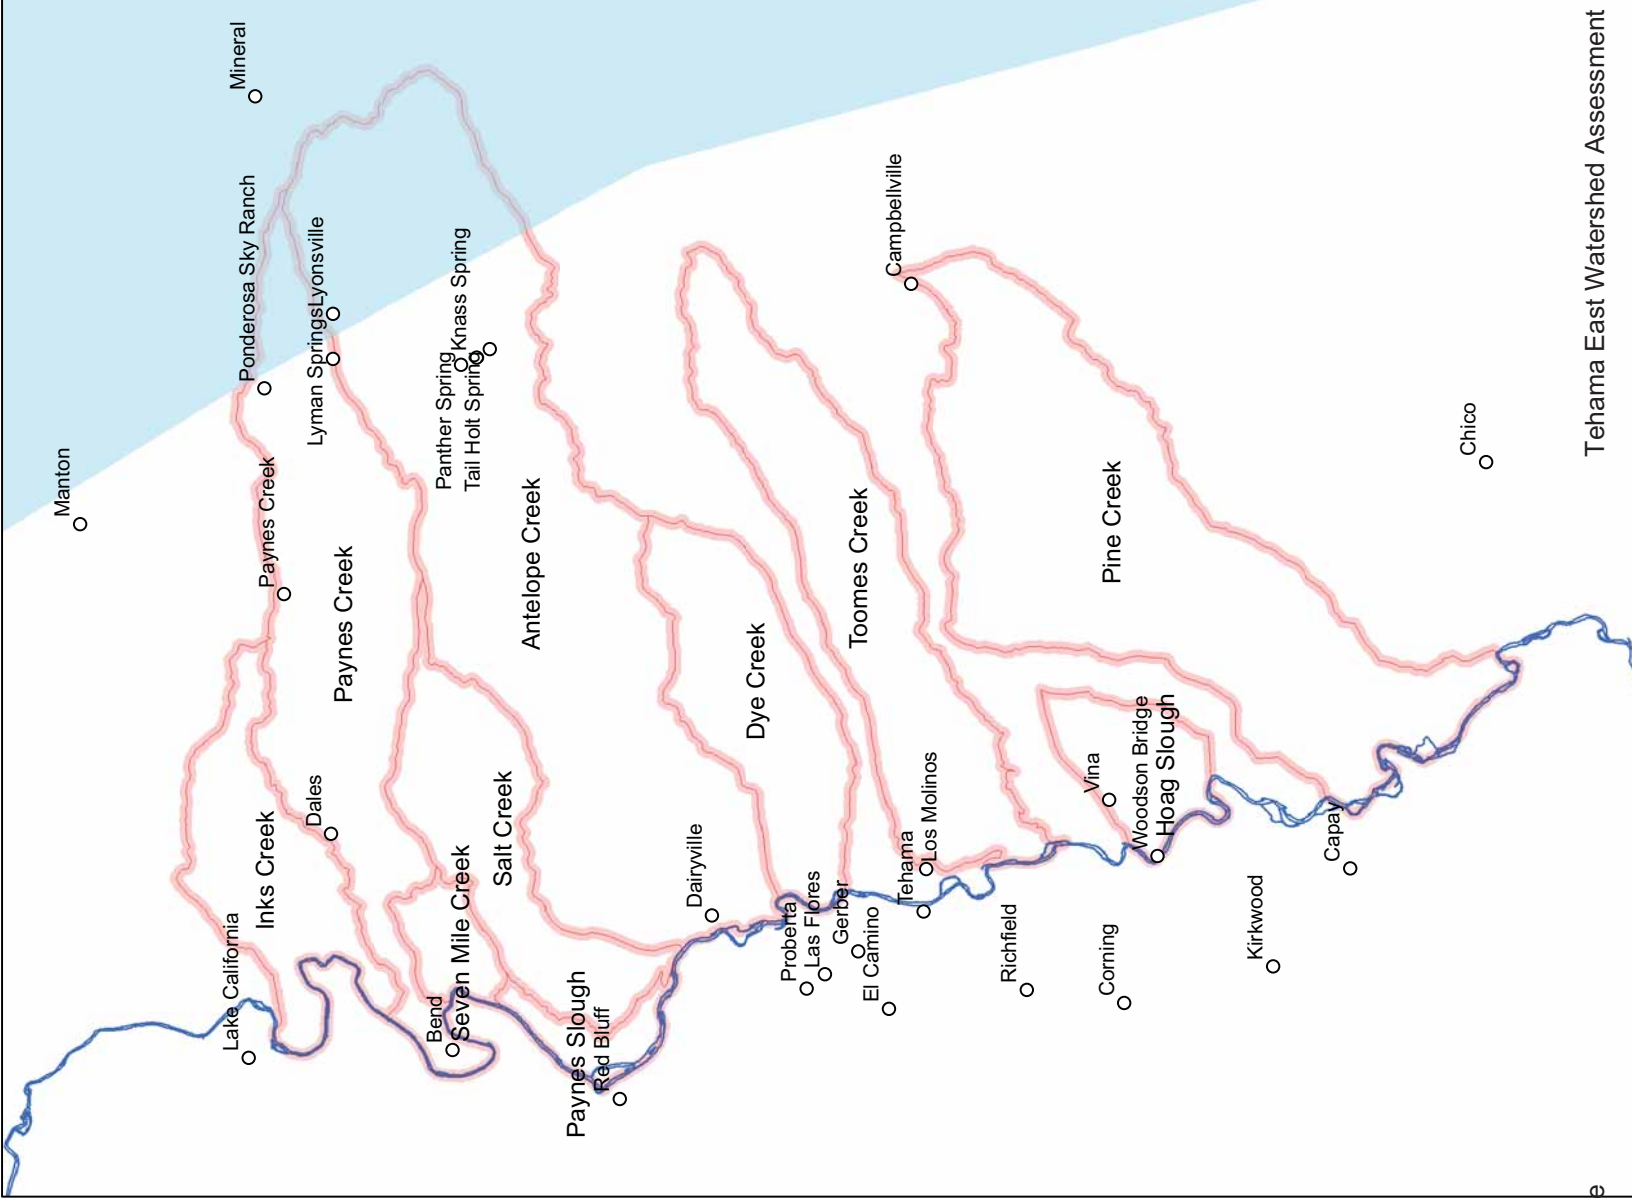 Mineral
Manton
Ponderosa Sky Ranch
Lyonsville
Lyman Springs
Knass Spring
Panther Spring
Tail Holt Spring
Paynes Creek
Paynes Creek
Antelope Creek
Campbellville
Toomes Creek
Pine Creek
Dye Creek
Chico
Tehama East Watershed Assessment
Dales
Inks Creek
Salt Creek
Seven Mile Creek
Lake California
Bend
Paynes Slough
Red Bluff
Dairyville
Proberta
Las Flores
Gerber
El Camino
Tehama
Los Molinos
Vina
Woodson Bridge
Hoag Slough
Richfield
Corning
Kirkwood
Capay
e